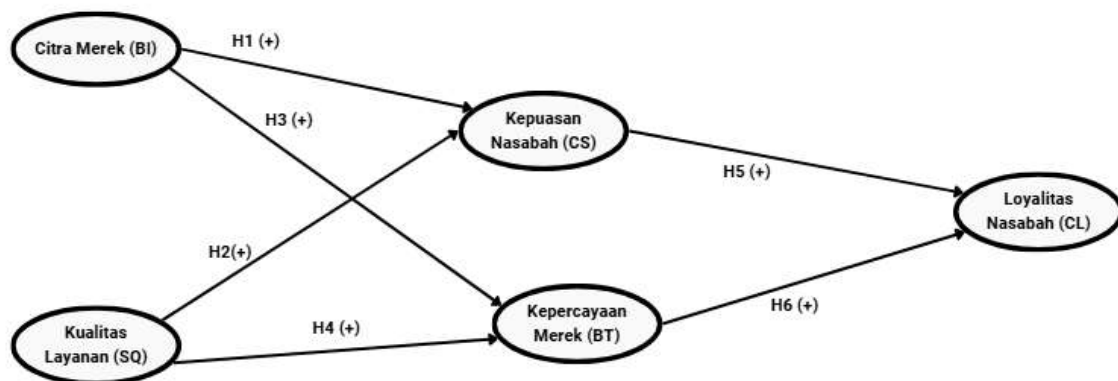 Citra Merek (BI)
H1 (+)
H3 (+)
Kepuasan
Nasabah (CS)
H5 (+)
Loyalitas
Nasabah (CL)
H2(+)
Kualitas
Layanan (SQ)
H4 (+)
Kepercayaan
Merek (BT)
H6 (+)